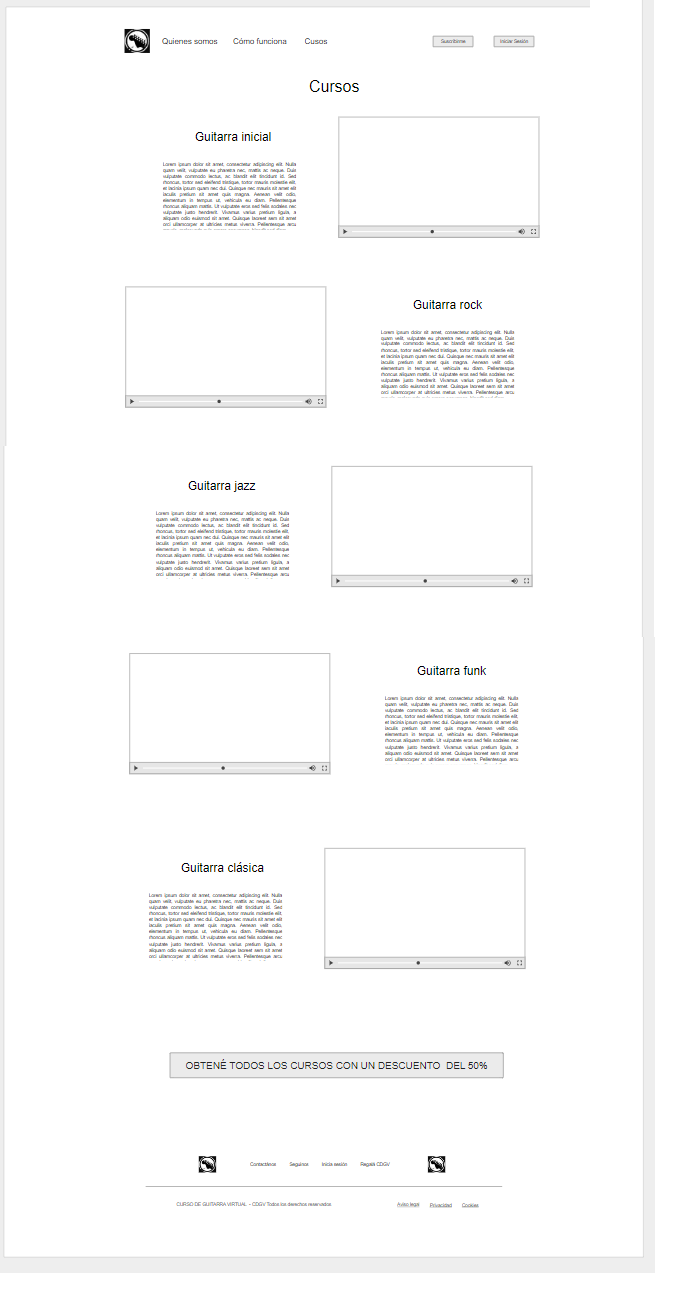 Quienes somos Cómo funciona Cusos Suscribirse Iniciar Sesión
Cursos
Guitarra inicial
Lorem ipsum dolor sit amet, consectetur adipiscing elit. Nulla
quam velit, vulputate eu pharetra nec, mattis ac neque. Duis
vulputate commodo lectus, ac blandit elit tincidunt id. Sed
rhoncus, tortor sed eleifend tristique, tortor mauris molestie elit,
et lacinia ipsum quam nec dui. Quisque nec mauris sit amet elit
iaculis pretium sit amet quis magna. Aenean velit odio,
elementum in tempus ut, vehicula eu diam. Pellentesque
rhoncus aliquam mattis. Ut vulputate eros sed felis sodales nec
vulputate justo hendrerit. Vivamus varius pretium ligula, a
aliquam odio euismod sit amet. Quisque laoreet sem sit amet
orci ullamcorper at ultricies metus viverra. Pellentesque arcu
Guitarra rock
Lorem ipsum dolor sit amet, consectetur adipiscing elit. Nulla
quam velit, vulputate eu pharetra nec, mattis ac neque. Duis
vulputate commodo lectus, ac blandit elit tincidunt id. Sed
rhoncus, tortor sed eleifend tristique, tortor mauris molestie elit,
et lacinia ipsum quam nec dui. Quisque nec mauris sit amet elit
iaculis pretium sit amet quis magna. Aenean velit odio,
elementum in tempus ut, vehicula eu diam. Pellentesque
rhoncus aliquam mattis. Ut vulputate eros sed felis sodales nec
vulputate justo hendrerit. Vivamus varius pretium ligula, a
aliquam odio euismod sit amet. Quisque laoreet sem sit amet
orci ullamcorper at ultricies metus viverra. Pellentesque arcu
Guitarra jazz
Lorem ipsum dolor sit amet, consectetur adipiscing elit. Nulla
quam velit, vulputate eu pharetra nec, mattis ac neque. Duis
vulputate commodo lectus, ac blandit elit tincidunt id. Sed
rhoncus, tortor sed eleifend tristique, tortor mauris molestie elit,
et lacinia ipsum quam nec dui. Quisque nec mauris sit amet elit
iaculis pretium sit amet quis magna. Aenean velit odio,
elementum in tempus ut, vehicula eu diam. Pellentesque
rhoncus aliquam mattis. Ut vulputate eros sed felis sodales nec
vulputate justo hendrerit. Vivamus varius pretium ligula, a
aliquam odio euismod sit amet. Quisque laoreet sem sit amet
orci ullamcorper at ultricies metus viverra. Pellentesque arcu
Guitarra funk
Lorem ipsum dolor sit amet, consectetur adipiscing elit. Nulla
quam velit, vulputate eu pharetra nec, mattis ac neque. Duis
vulputate commodo lectus, ac blandit elit tincidunt id. Sed
rhoncus, tortor sed eleifend tristique, tortor mauris molestie elit,
et lacinia ipsum quam nec dui. Quisque nec mauris sit amet elit
iaculis pretium sit amet quis magna. Aenean velit odio,
elementum in tempus ut, vehicula eu diam. Pellentesque
rhoncus aliquam mattis. Ut vulputate eros sed felis sodales nec
vulputate justo hendrerit. Vivamus varius pretium ligula, a
aliquam odio euismod sit amet. Quisque laoreet sem sit amet
orci ullamcorper at ultricies metus viverra. Pellentesque arcu
Guitarra clásica
Lorem ipsum dolor sit amet, consectetur adipiscing elit. Nulla
quam velit, vulputate eu pharetra nec, mattis ac neque. Duis
vulputate commodo lectus, ac blandit elit tincidunt id. Sed
rhoncus, tortor sed eleifend tristique, tortor mauris molestie elit,
et lacinia ipsum quam nec dui. Quisque nec mauris sit amet elit
iaculis pretium sit amet quis magna. Aenean velit odio,
elementum in tempus ut, vehicula eu diam. Pellentesque
rhoncus aliquam mattis. Ut vulputate eros sed felis sodales nec
vulputate justo hendrerit. Vivamus varius pretium ligula, a
aliquam odio euismod sit amet. Quisque laoreet sem sit amet
orci ullamcorper at ultricies metus viverra. Pellentesque arcu
OBTENÉ TODOS LOS CURSOS CON UN DESCUENTO DEL 50%
Contactános Seguinos Inicia sesión Regalá CDGV
CURSO DE GUITARRA VIRTUAL - CDGV Todos los derechos reservados Aviso legal Privacidad Cookies